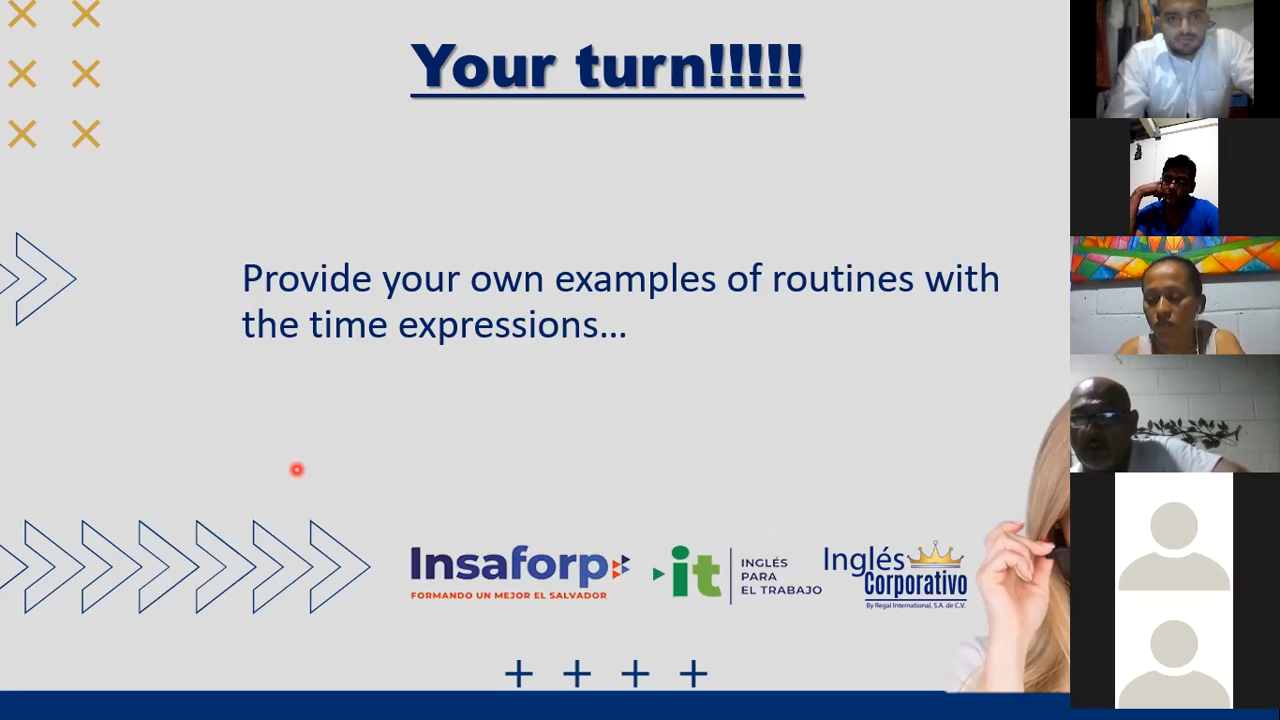 Your turn!!!!!
Provide your own examples of routines with
the time expressions...
Insaforp
FORMANDO UN MEJOR EL SALVADOR
it
INGLÉS
PARA
EL TRABAJO
Inglés
Corporativo
By Regal International, S.A. de C.V.